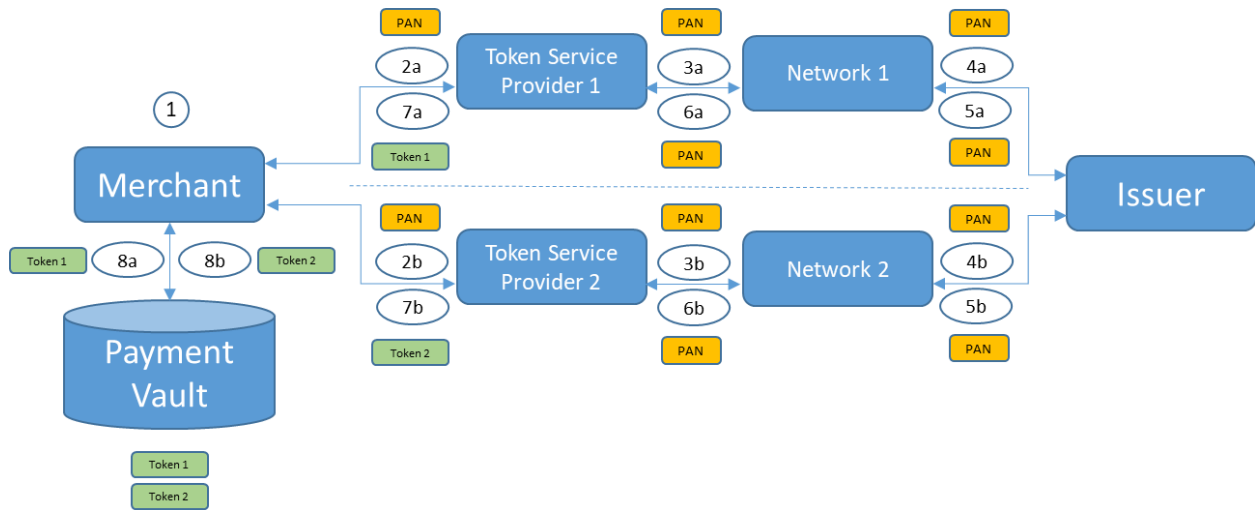 PAN
PAN
PAN
2a
Token Service
Provider 1
3a
Network 1
4a
1
7a
6a
5a
Token 1
PAN
PAN
Merchant
Issuer
PAN
PAN
PAN
Token 1
8a
8b
Token 2
2b
Token Service
Provider 2
3b
Network 2
4b
7b
6b
5b
Token 2
PAN
PAN
Payment
Vault
Token 1
Token 2